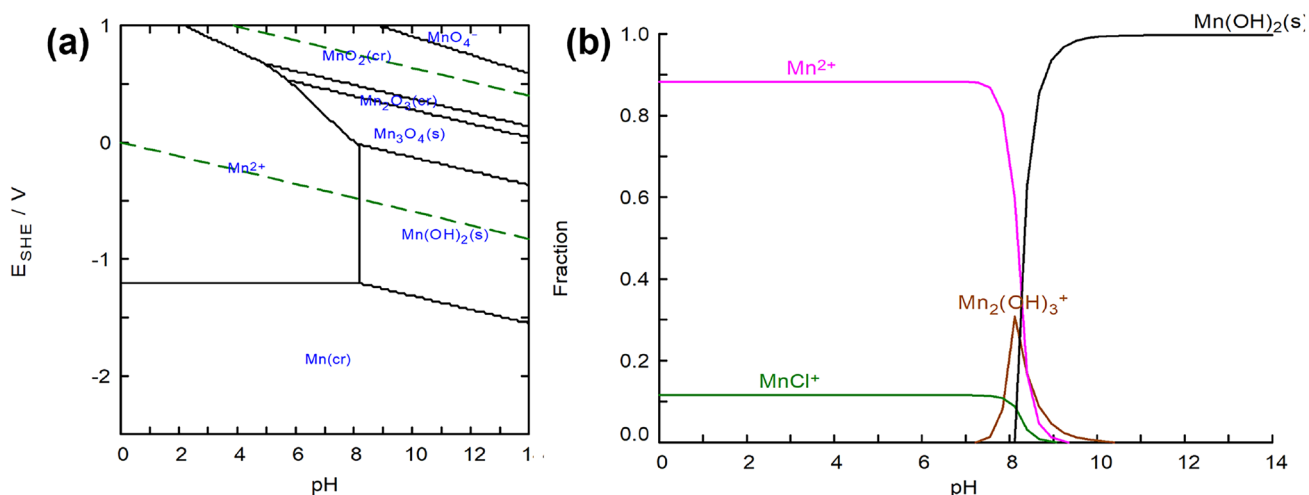 (a)
1
0
-1
-2
E_SHE / V
MnO₄⁻
MnO₂(cr)
Mn₂O₃(cr)
Mn₃O₄(s)
Mn²⁺
Mn(OH)₂(s)
Mn(cr)
0 2 4 6 8 10 12 14
pH
(b)
Mn(OH)₂(s)
1.0
0.8
0.6
0.4
0.2
0.0
Fraction
Mn²⁺
Mn₂(OH)₃⁺
MnCl⁺
0 2 4 6 8 10 12 14
pH